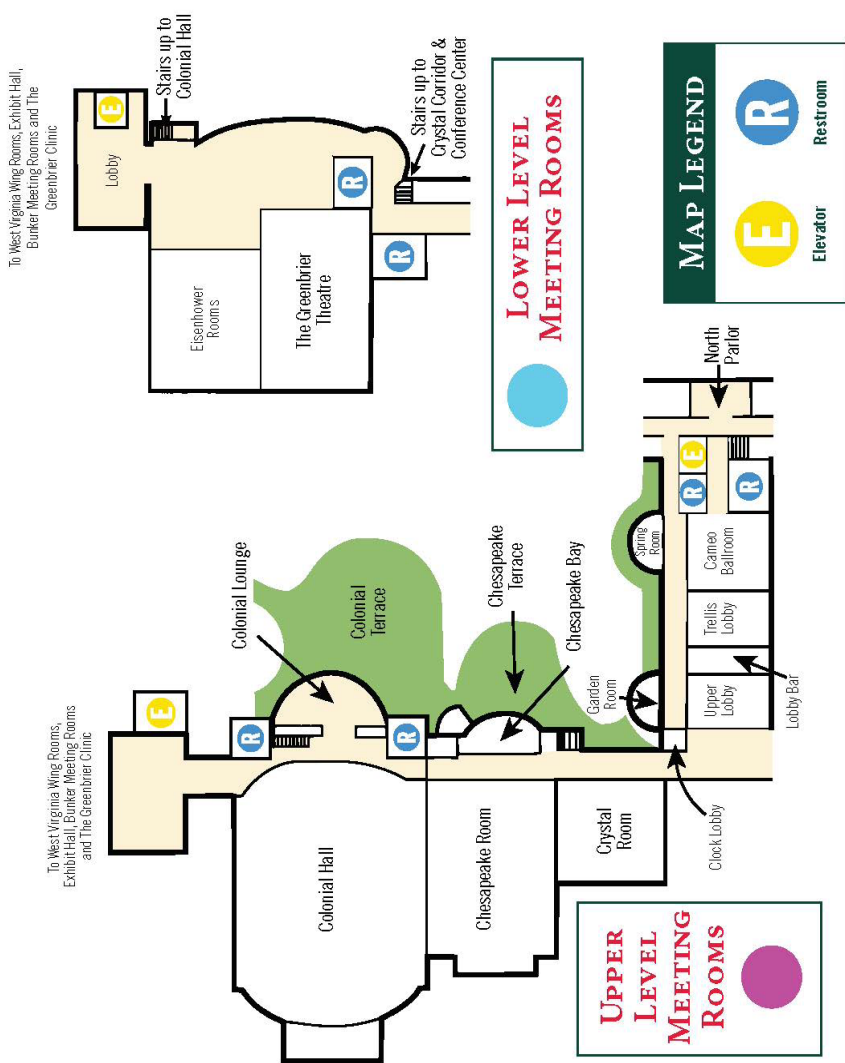 To West Virginia Wing Rooms,
Exhibit Hall, Bunker Meeting Rooms
and The Greenbrier Clinic
E
R
Colonial Lounge
Colonial
Terrace
Colonial Hall
R
Chesapeake
Terrace
Chesapeake Bay
Chesapeake Room
Crystal
Room
Garden
Room
Spring
Room
Clock Lobby
Upper
Lobby
Lobby Bar
Trellis
Lobby
Cameo
Ballroom
R
E
R
North
Parlor
UPPER
LEVEL
MEETING
ROOMS
To West Virginia Wing Rooms, Exhibit Hall,
Bunker Meeting Rooms and The
Greenbrier Clinic
Lobby
E
Stairs up to
Colonial Hall
Eisenhower
Rooms
The Greenbrier
Theatre
R
R
Stairs up to
Crystal Corridor &
Conference Center
LOWER LEVEL
MEETING ROOMS
MAP LEGEND
E
Elevator
R
Restroom